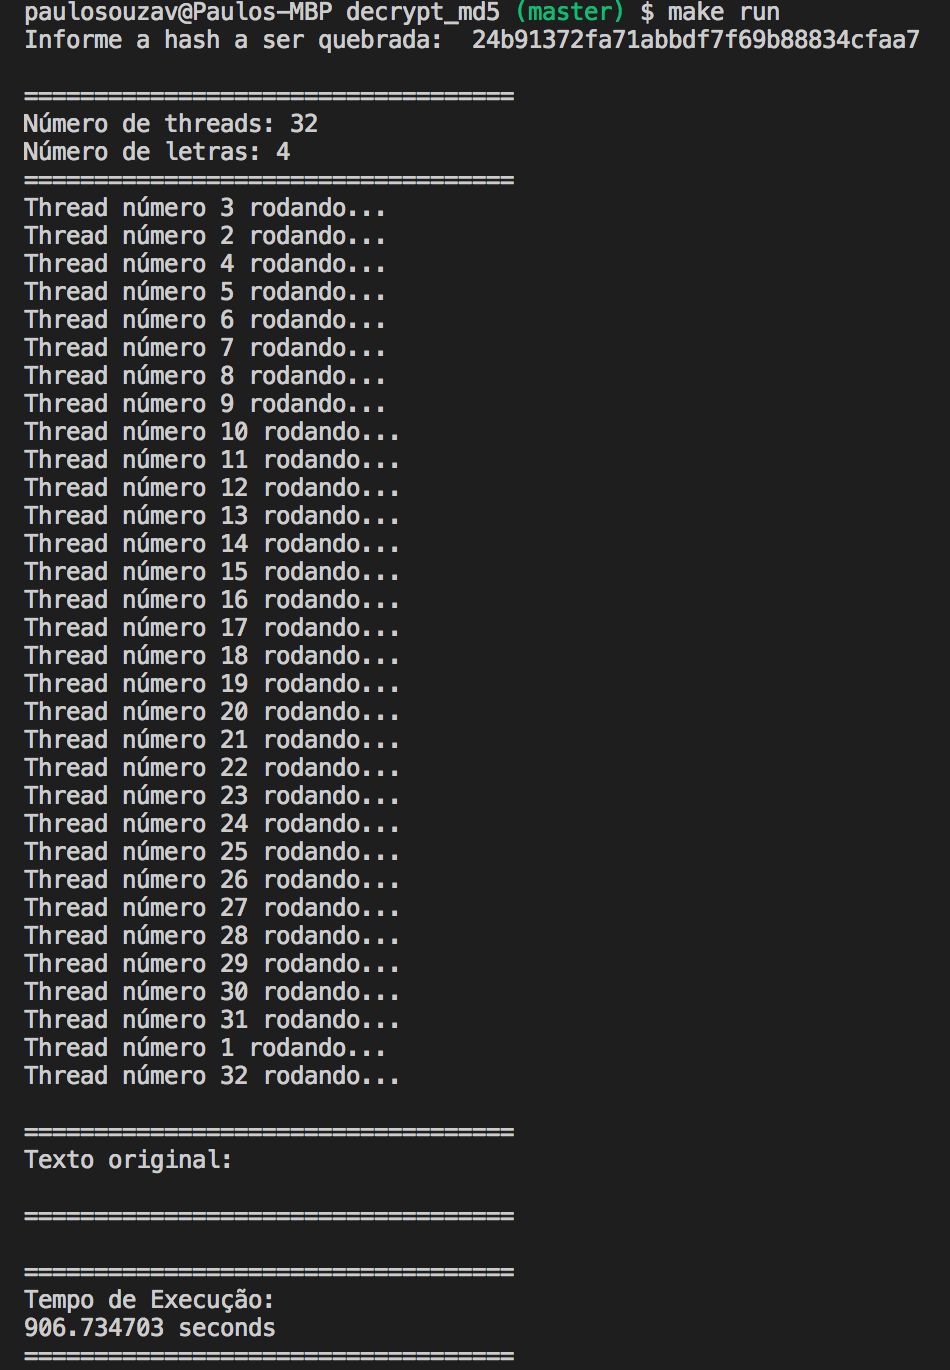 paulosouzav@Paulos-MBP decrypt_md5 (master) $ make run
Informe a hash a ser quebrada:  24b91372fa71abbdf7f69b88834cfaa7

===================================
Número de threads: 32
Número de letras: 4
===================================
Thread número 3 rodando...
Thread número 2 rodando...
Thread número 4 rodando...
Thread número 5 rodando...
Thread número 6 rodando...
Thread número 7 rodando...
Thread número 8 rodando...
Thread número 9 rodando...
Thread número 10 rodando...
Thread número 11 rodando...
Thread número 12 rodando...
Thread número 13 rodando...
Thread número 14 rodando...
Thread número 15 rodando...
Thread número 16 rodando...
Thread número 17 rodando...
Thread número 18 rodando...
Thread número 19 rodando...
Thread número 20 rodando...
Thread número 21 rodando...
Thread número 22 rodando...
Thread número 23 rodando...
Thread número 24 rodando...
Thread número 25 rodando...
Thread número 26 rodando...
Thread número 27 rodando...
Thread número 28 rodando...
Thread número 29 rodando...
Thread número 30 rodando...
Thread número 31 rodando...
Thread número 1 rodando...
Thread número 32 rodando...

===================================
Texto original:

===================================

===================================
Tempo de Execução:
906.734703 seconds
===================================